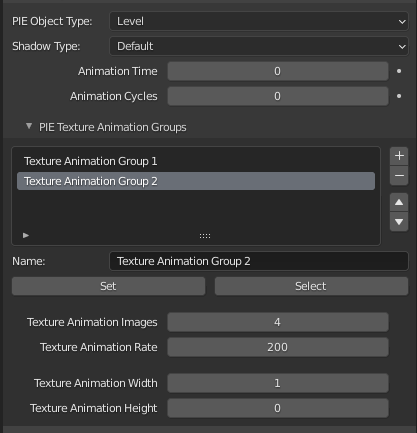 PIE Object Type: Level
Shadow Type: Default
Animation Time 0
Animation Cycles 0
PIE Texture Animation Groups
Texture Animation Group 1
Texture Animation Group 2
Name: Texture Animation Group 2
Set Select
Texture Animation Images 4
Texture Animation Rate 200
Texture Animation Width 1
Texture Animation Height 0